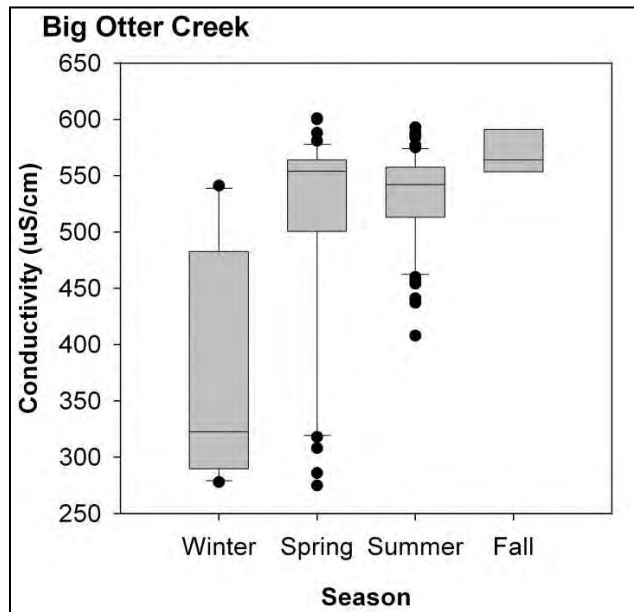 Big Otter Creek
Conductivity (uS/cm)
650
600
550
500
450
400
350
300
250
Winter Spring Summer Fall
Season